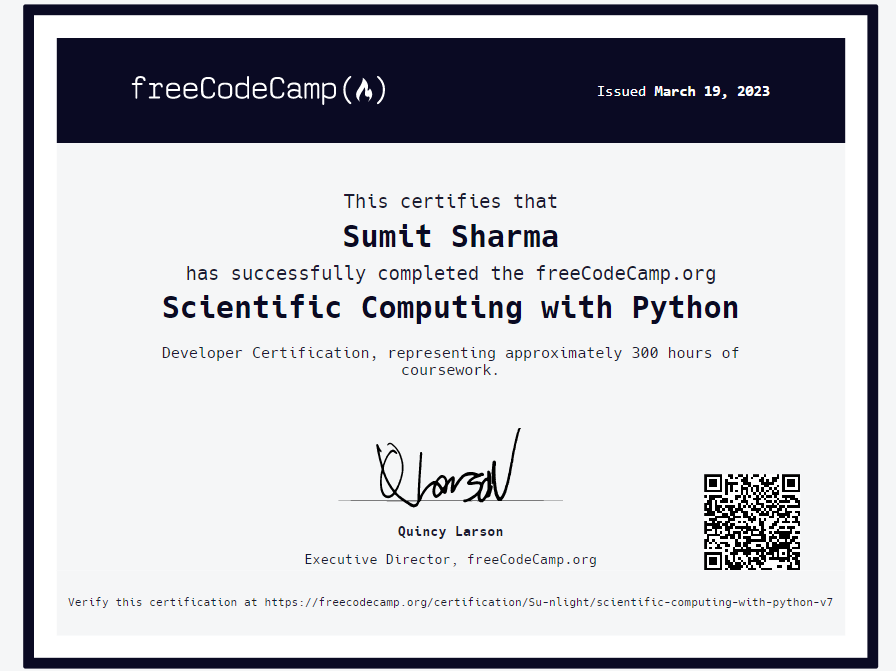 freeCodeCamp
Issued March 19, 2023
This certifies that
Sumit Sharma
has successfully completed the freeCodeCamp.org
Scientific Computing with Python
Developer Certification, representing approximately 300 hours of
coursework.
Q Larson
Quincy Larson
Executive Director, freeCodeCamp.org
Verify this certification at https://freecodecamp.org/certification/Su-nlight/scientific-computing-with-python-v7